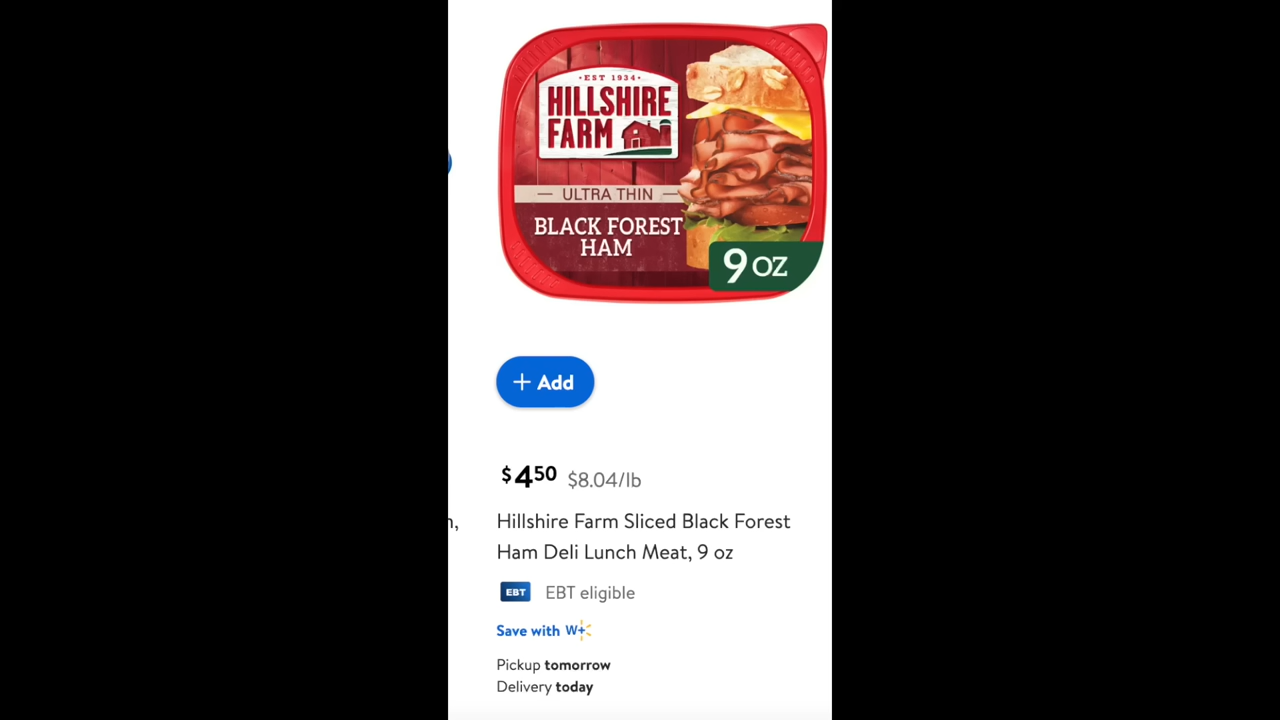 ·EST 1934·
HILLSHIRE
FARM
ULTRA THIN
BLACK FOREST
HAM
9 OZ
+ Add
$4.50 $8.04/lb
n,
Hillshire Farm Sliced Black Forest
Ham Deli Lunch Meat, 9 oz
EBT EBT eligible
Save with W+
Pickup tomorrow
Delivery today